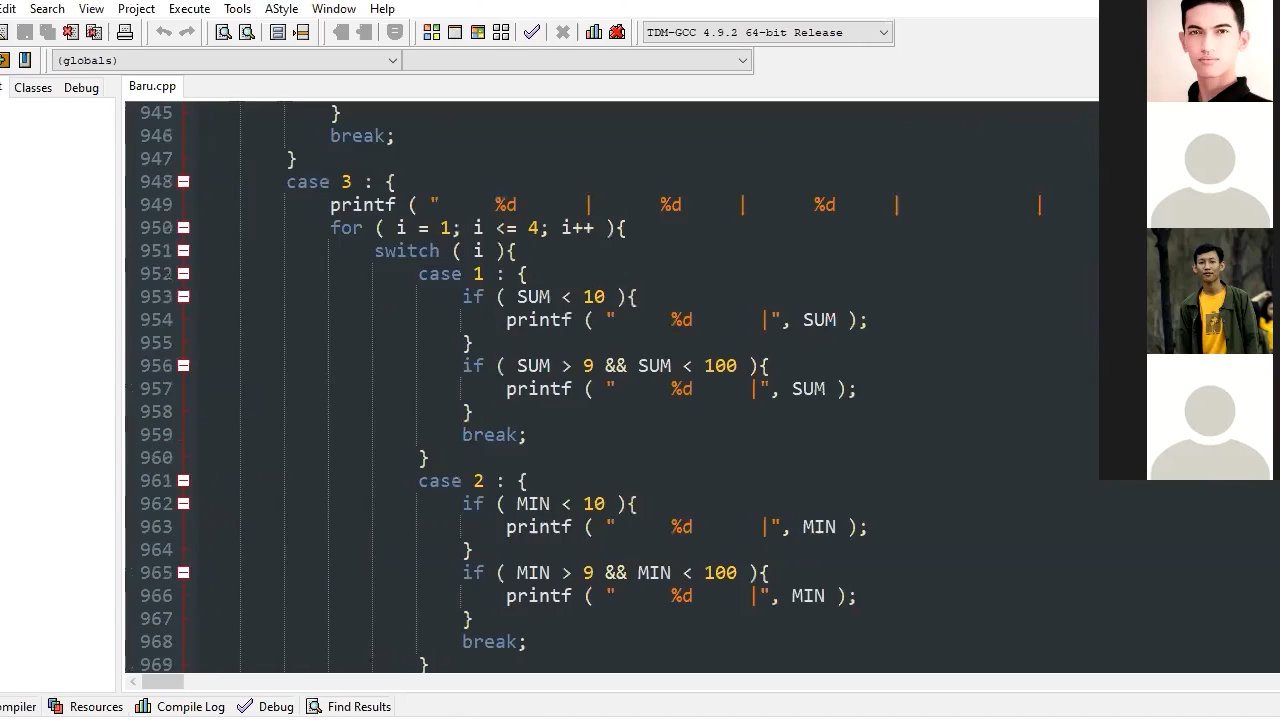 Edit Search View Project Execute Tools AStyle Window Help
TDM-GCC 4.9.2 64-bit Release
(globals)
Classes Debug Baru.cpp
945 }
946 break;
947 }
948 case 3 : {
949 printf ( " %d | %d | %d | |
950 for ( i = 1; i <= 4; i++ ){
951 switch ( i ){
952 case 1 : {
953 if ( SUM < 10 ){
954 printf ( " %d |", SUM );
955 }
956 if ( SUM > 9 && SUM < 100 ){
957 printf ( " %d |", SUM );
958 }
959 break;
960 }
961 case 2 : {
962 if ( MIN < 10 ){
963 printf ( " %d |", MIN );
964 }
965 if ( MIN > 9 && MIN < 100 ){
966 printf ( " %d |", MIN );
967 }
968 break;
969 }
ompiler Resources Compile Log Debug Find Results